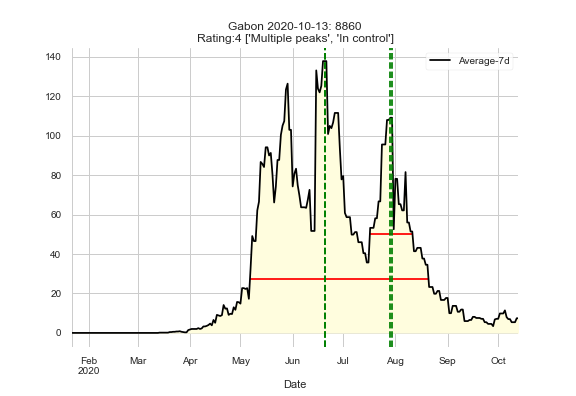 Gabon 2020-10-13: 8860
Rating:4 ['Multiple peaks', 'In control']
Average-7d
140
120
100
80
60
40
20
0
Feb Mar Apr May Jun Jul Aug Sep Oct
2020
Date